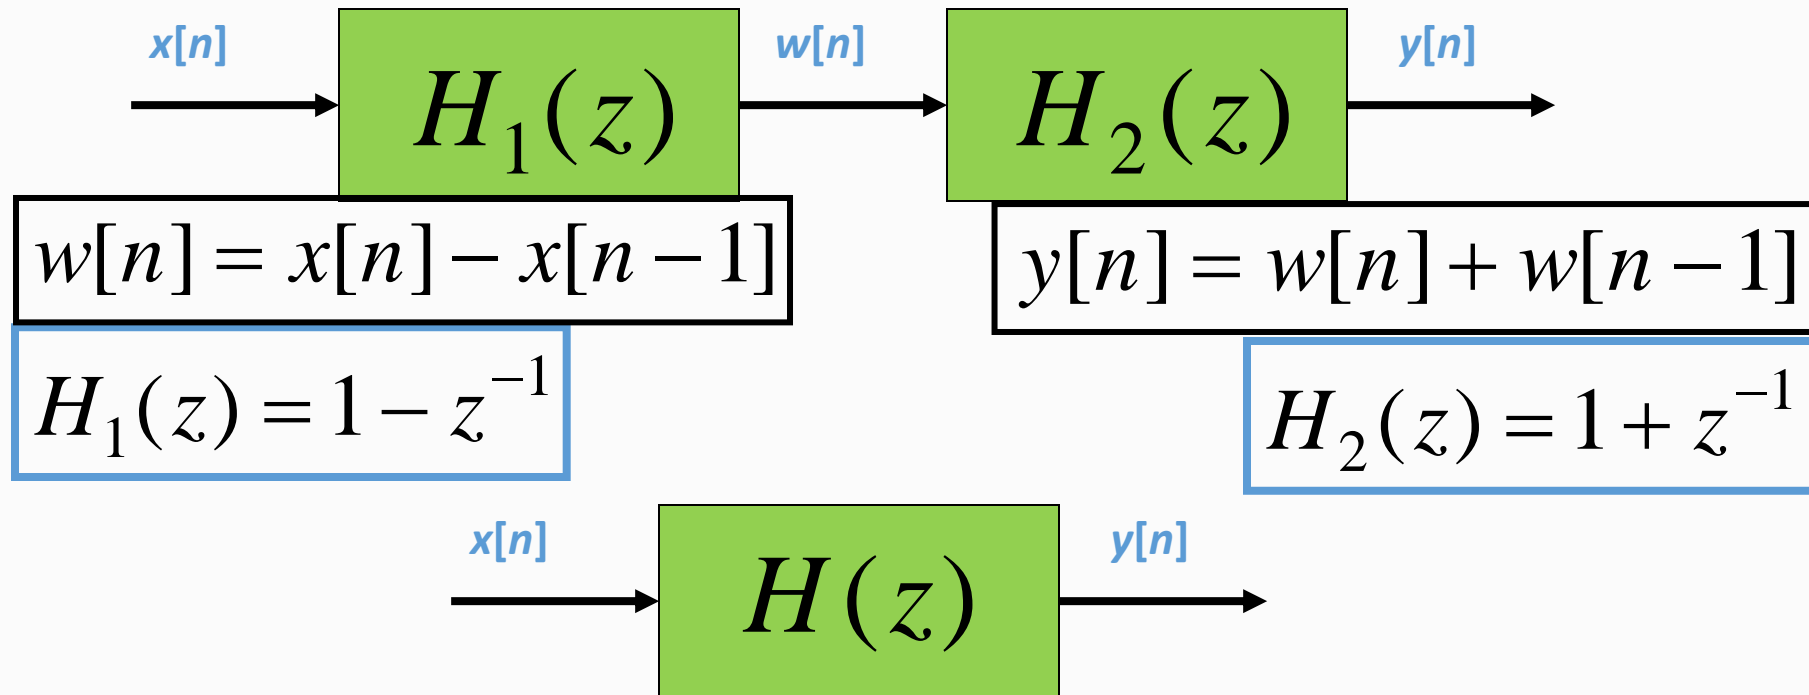 x[n] w[n] y[n]
H₁(z) H₂(z)
w[n] = x[n] − x[n − 1] y[n] = w[n] + w[n − 1]
H₁(z) = 1 − z⁻¹ H₂(z) = 1 + z⁻¹
x[n] y[n]
H(z)